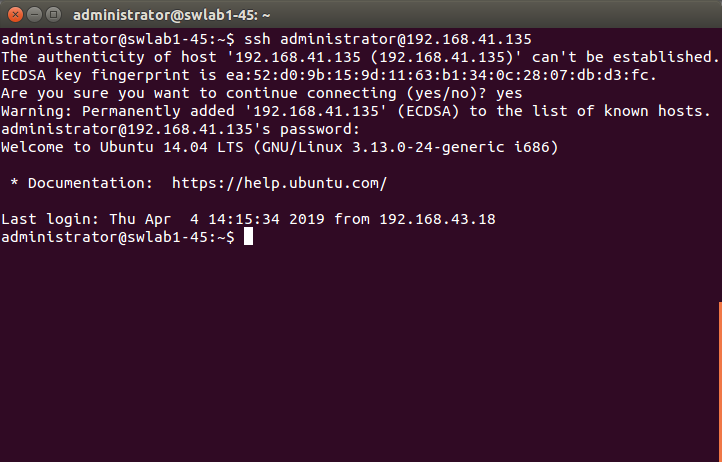 administrator@swlab1-45: ~
administrator@swlab1-45:~$ ssh administrator@192.168.41.135
The authenticity of host '192.168.41.135 (192.168.41.135)' can't be established.
ECDSA key fingerprint is ea:52:d0:9b:15:9d:11:63:b1:34:0c:28:07:db:d3:fc.
Are you sure you want to continue connecting (yes/no)? yes
Warning: Permanently added '192.168.41.135' (ECDSA) to the list of known hosts.
administrator@192.168.41.135's password:
Welcome to Ubuntu 14.04 LTS (GNU/Linux 3.13.0-24-generic i686)
 * Documentation:  https://help.ubuntu.com/
Last login: Thu Apr  4 14:15:34 2019 from 192.168.43.18
administrator@swlab1-45:~$